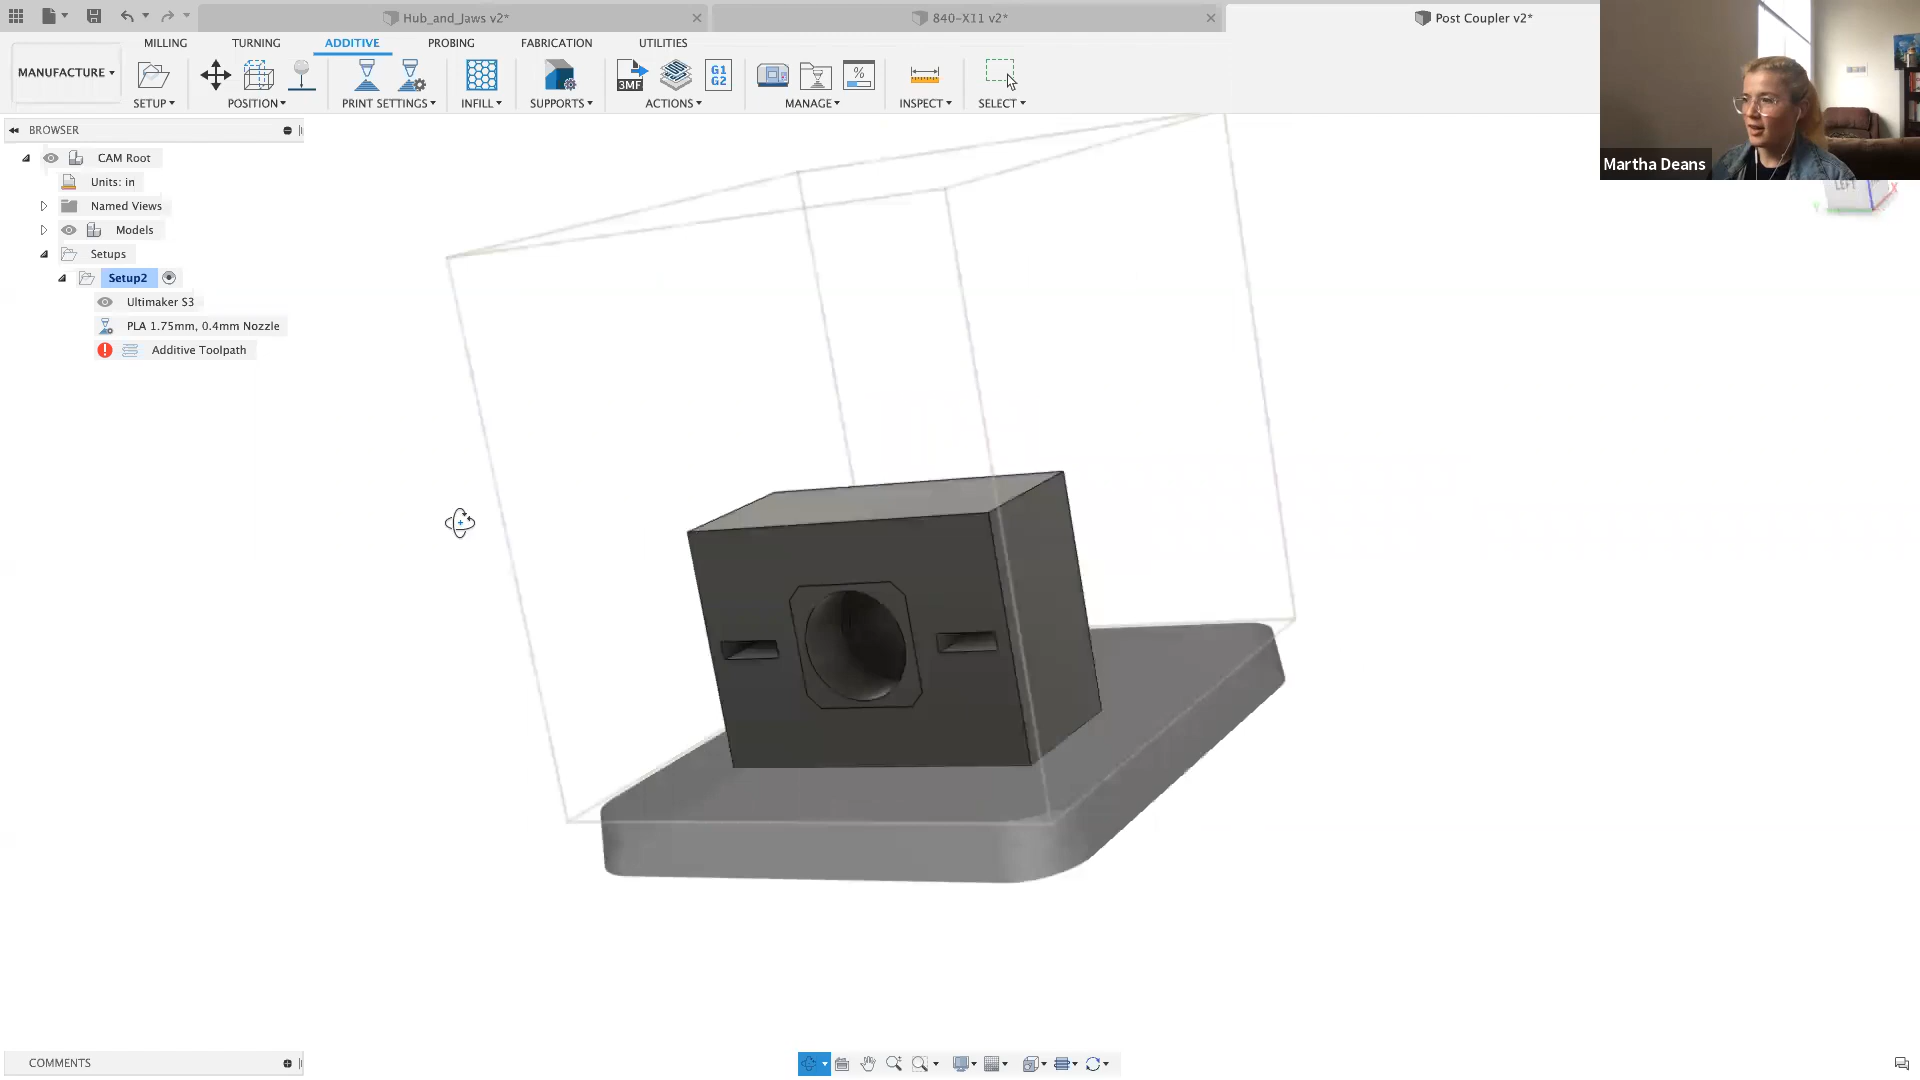 Hub_and_Jaws v2*
840-X11 v2*
Post Coupler v2*
MANUFACTURE
MILLING
TURNING
ADDITIVE
PROBING
FABRICATION
UTILITIES
3MF
G1
G2
%
SETUP
POSITION
PRINT SETTINGS
INFILL
SUPPORTS
ACTIONS
MANAGE
INSPECT
SELECT
Martha Deans
LEFT
X
Y
BROWSER
CAM Root
Units: in
Named Views
Models
Setups
Setup2
Ultimaker S3
PLA 1.75mm, 0.4mm Nozzle
Additive Toolpath
COMMENTS